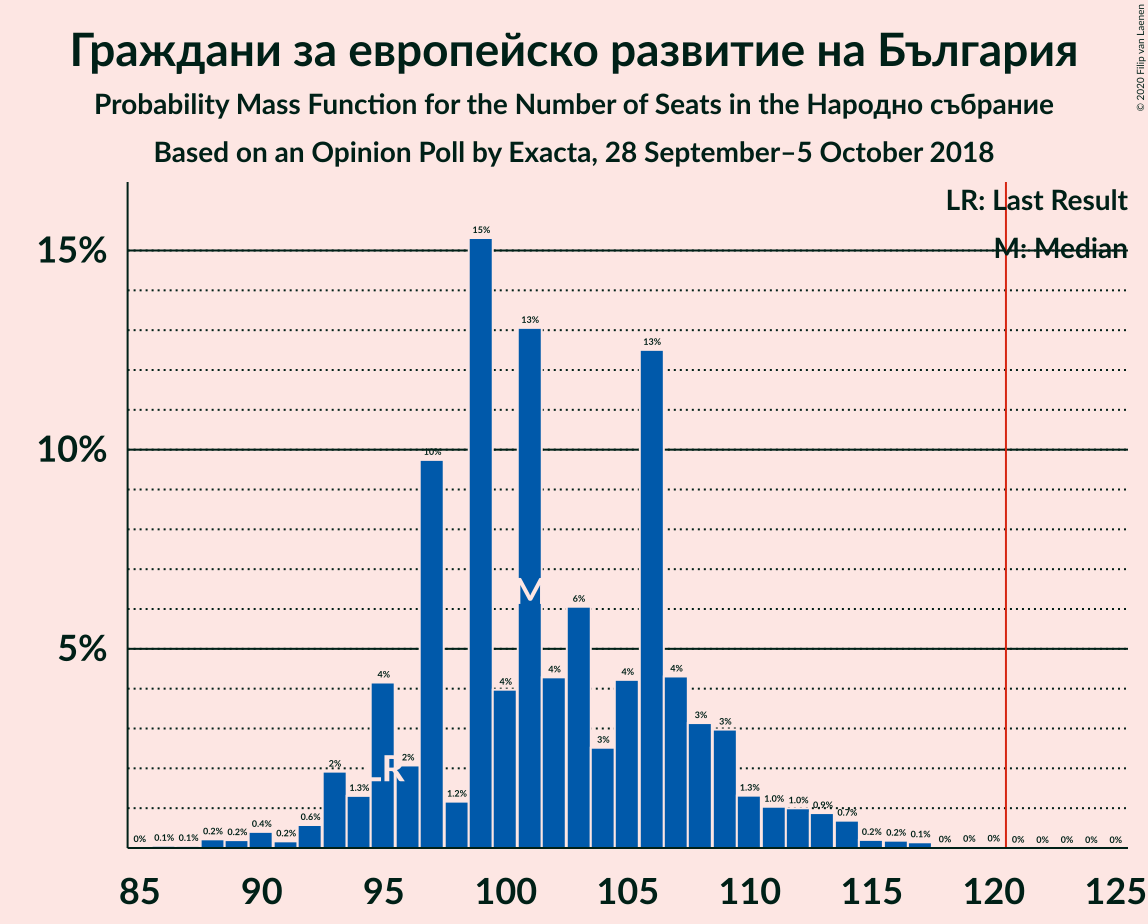 Граждани за европейско развитие на България
Probability Mass Function for the Number of Seats in the Народно събрание
Based on an Opinion Poll by Exacta, 28 September–5 October 2018
© 2020 Filip van Laenen
LR: Last Result
M: Median
15%
10%
5%
0% 0.1% 0.1% 0.2% 0.2% 0.4% 0.2% 0.6% 2% 1.3% 4% 2% 10% 1.2% 15% 4% 13% 4% 6% 3% 4% 13% 4% 3% 3% 1.3% 1.0% 1.0% 0.9% 0.7% 0.2% 0.2% 0.1% 0% 0% 0% 0% 0% 0% 0% 0%
M
LR
85 90 95 100 105 110 115 120 125